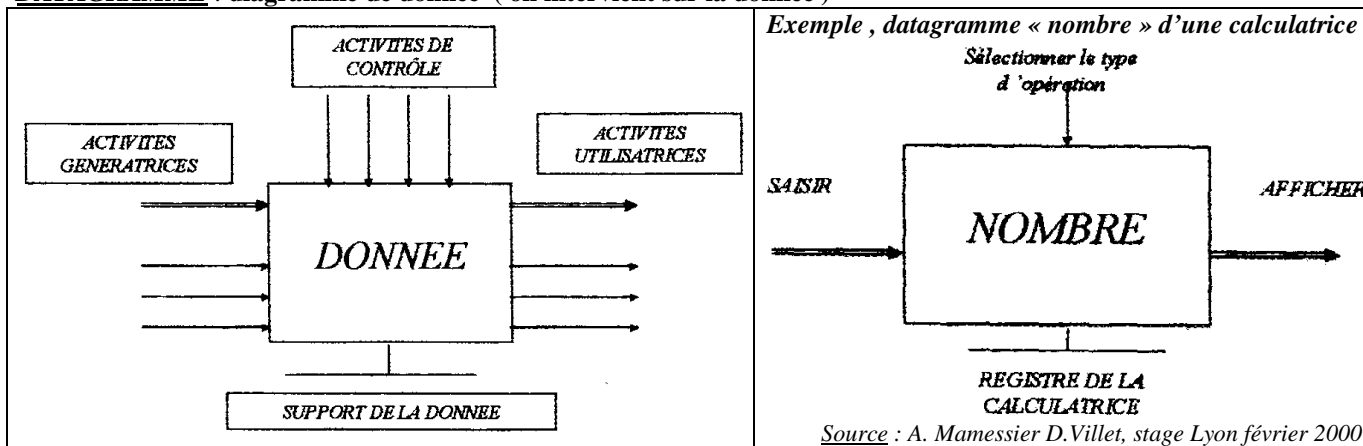 DATAGRAMME : diagramme de donnée ( on intervient sur la donnée )
ACTIVITES DE
CONTRÔLE
ACTIVITES
GENERATRICES
ACTIVITES
UTILISATRICES
DONNEE
SUPPORT DE LA DONNEE
Exemple , datagramme « nombre » d’une calculatrice
Sélectionner le type
d ’opération
SAISIR
AFFICHER
NOMBRE
REGISTRE DE LA
CALCULATRICE
Source : A. Mamessier D.Villet, stage Lyon février 2000